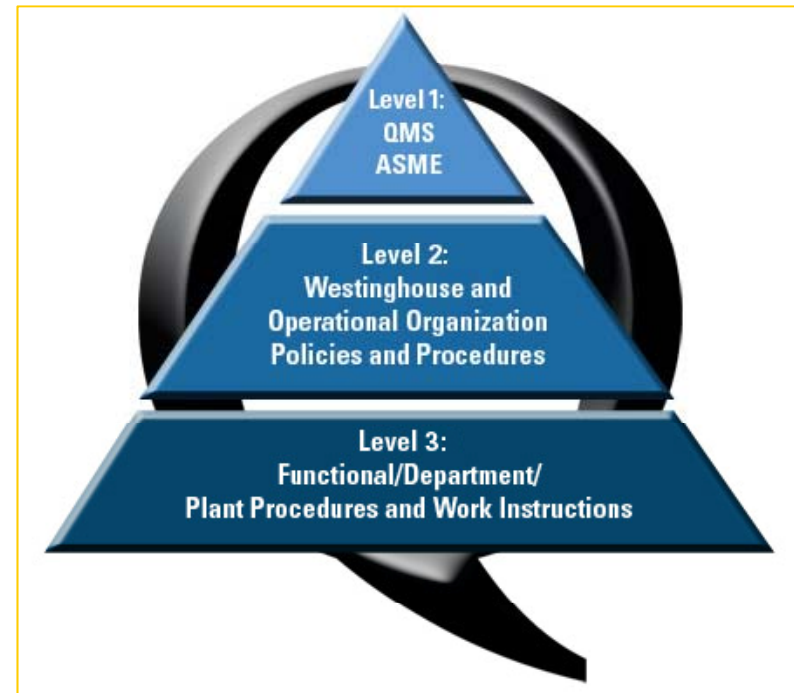 Level 1:
QMS
ASME
Level 2:
Westinghouse and
Operational Organization
Policies and Procedures
Level 3:
Functional/Department/
Plant Procedures and Work Instructions